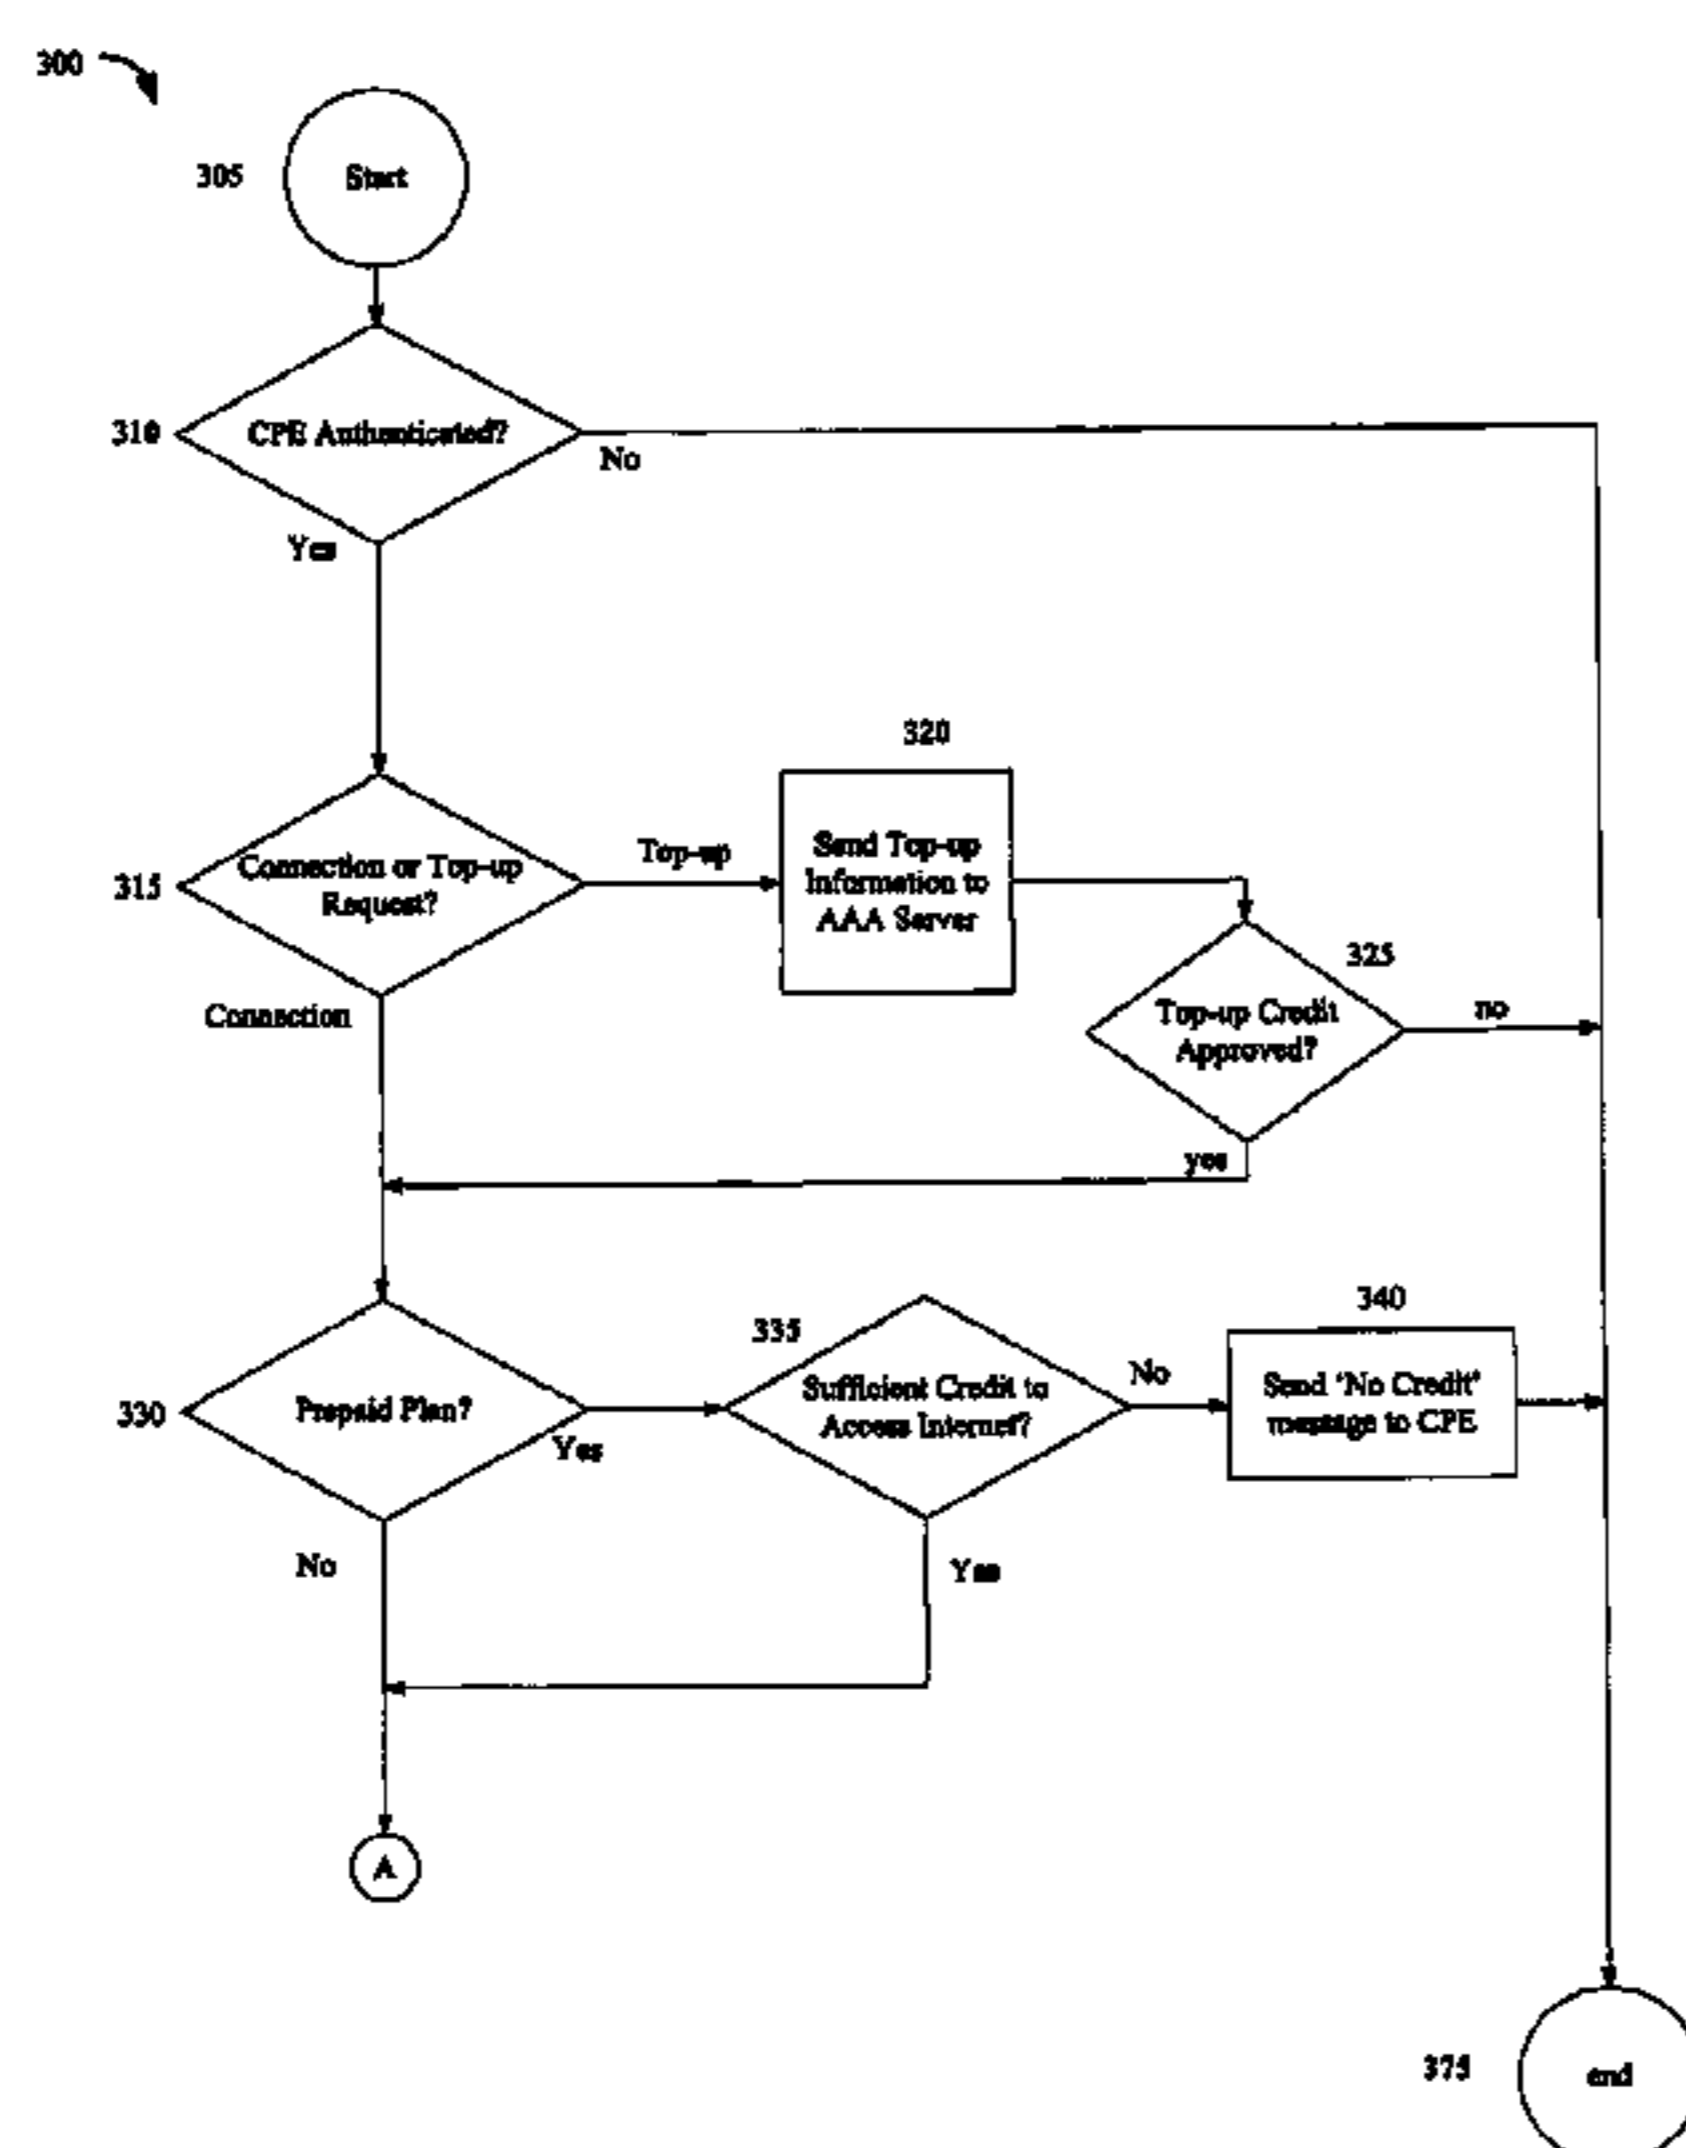 300
305
Start
310
CPE Authenticated?
No
Yes
320
315
Connection or Top-up
Request?
Top-up
Send Top-up
Information to
AAA Server
325
Connection
Top-up Credit
Approved?
no
yes
340
335
330
Prepaid Plan?
Yes
Sufficient Credit to
Access Internet?
No
Send 'No Credit'
message to CPE
No
Yes
A
375
end